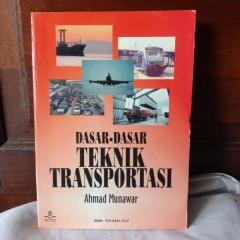 DASAR-DASAR
TEKNIK
TRANSPORTASI
Ahmad Munawar